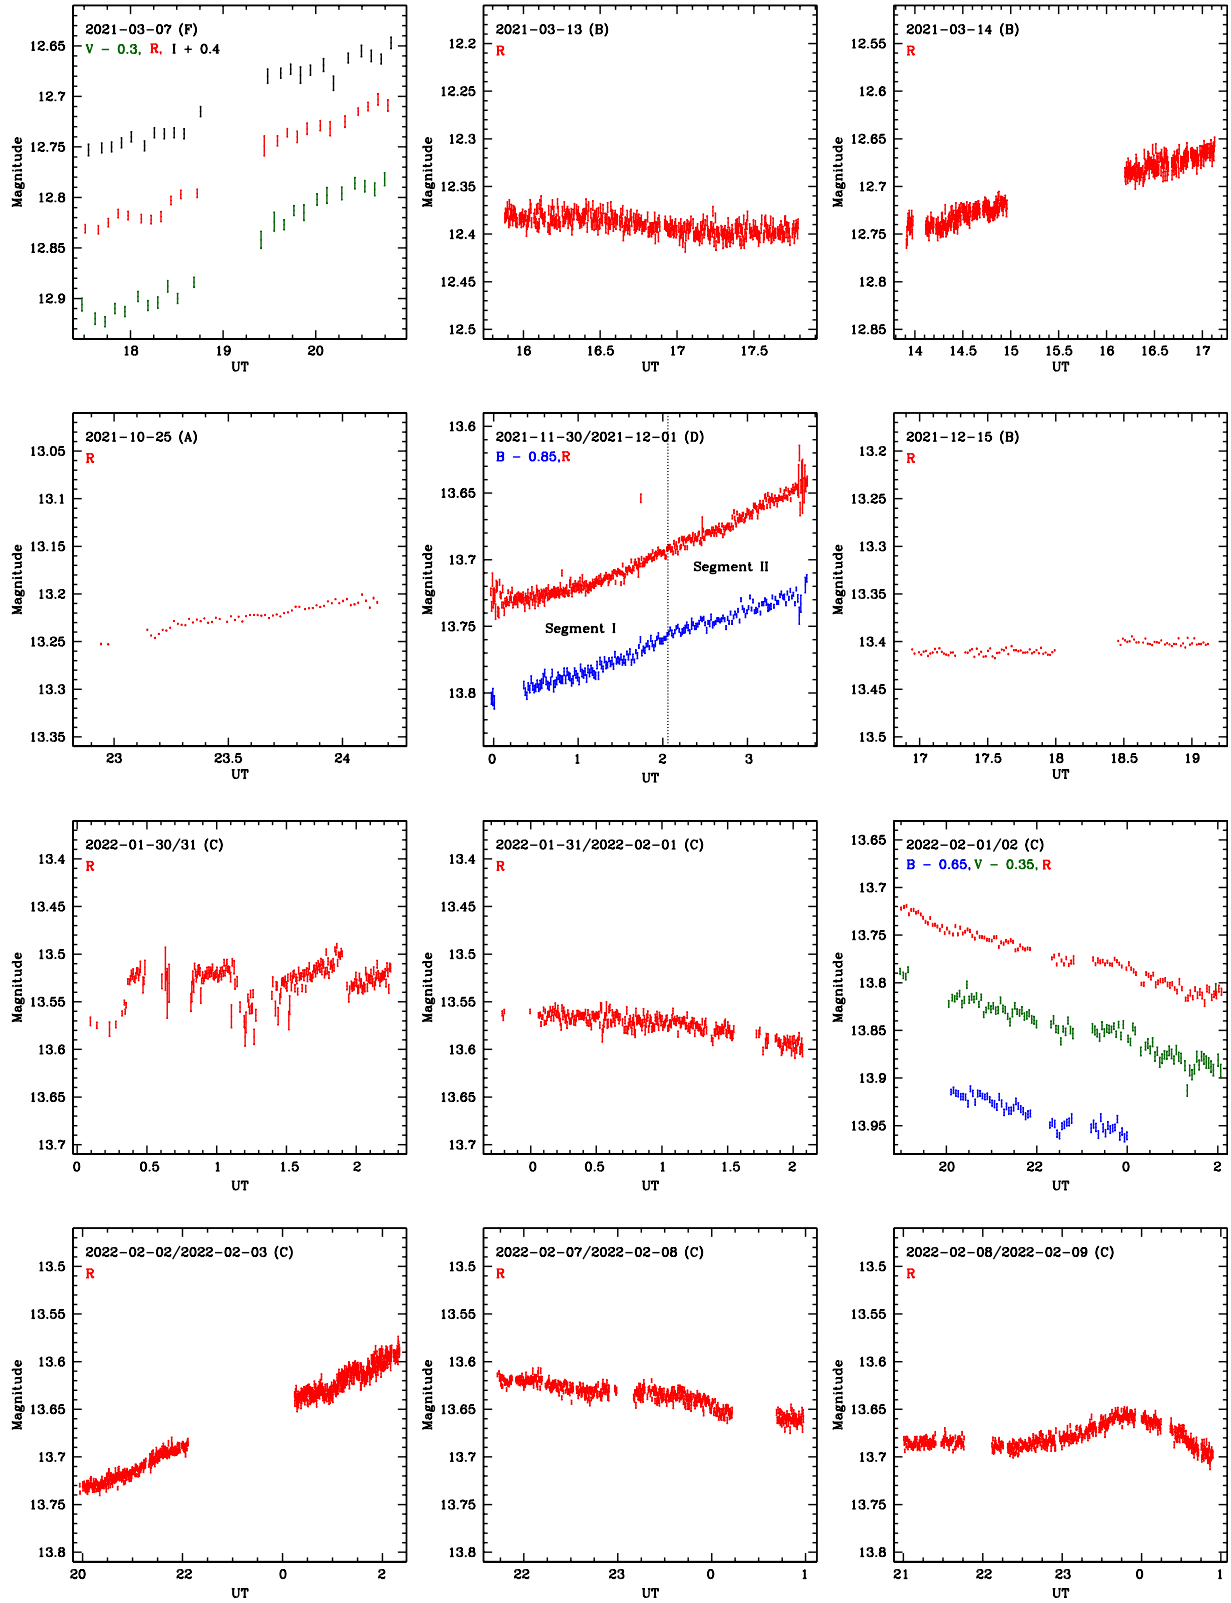 2021-03-07 (F)
V - 0.3, R, I + 0.4
12.65
12.7
12.75
12.8
12.85
12.9
Magnitude
18 19 20
UT
2021-03-13 (B)
R
12.2
12.25
12.3
12.35
12.4
12.45
12.5
Magnitude
16 16.5 17 17.5
UT
2021-03-14 (B)
R
12.55
12.6
12.65
12.7
12.75
12.8
12.85
Magnitude
14 14.5 15 15.5 16 16.5 17
UT
2021-10-25 (A)
R
13.05
13.1
13.15
13.2
13.25
13.3
13.35
Magnitude
23 23.5 24
UT
2021-11-30/2021-12-01 (D)
B - 0.85,R
13.6
13.65
13.7
13.75
13.8
Magnitude
Segment II
Segment I
0 1 2 3
UT
2021-12-15 (B)
R
13.2
13.25
13.3
13.35
13.4
13.45
13.5
Magnitude
17 17.5 18 18.5 19
UT
2022-01-30/31 (C)
R
13.4
13.45
13.5
13.55
13.6
13.65
13.7
Magnitude
0 0.5 1 1.5 2
UT
2022-01-31/2022-02-01 (C)
R
13.4
13.45
13.5
13.55
13.6
13.65
13.7
Magnitude
0 0.5 1 1.5 2
UT
2022-02-01/02 (C)
B - 0.65, V - 0.35, R
13.65
13.7
13.75
13.8
13.85
13.9
13.95
Magnitude
20 22 0 2
UT
2022-02-02/2022-02-03 (C)
R
13.5
13.55
13.6
13.65
13.7
13.75
13.8
Magnitude
20 22 0 2
UT
2022-02-07/2022-02-08 (C)
R
13.5
13.55
13.6
13.65
13.7
13.75
13.8
Magnitude
22 23 0 1
UT
2022-02-08/2022-02-09 (C)
R
13.5
13.55
13.6
13.65
13.7
13.75
13.8
Magnitude
21 22 23 0 1
UT